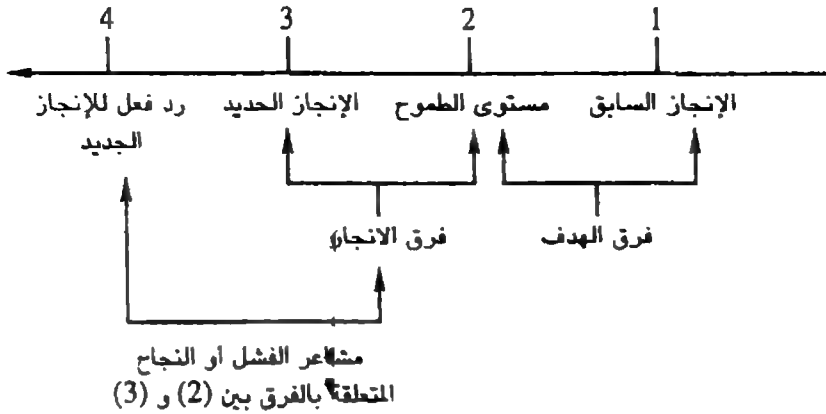 1 2 3 4
الإنجاز السابق مستوى الطموح الإنجاز الجديد رد فعل للإنجاز
الجديد
فرق الهدف فرق الانجاز
مشاعر الفشل أو النجاح
المتعلقة بالفرق بين (2) و (3)